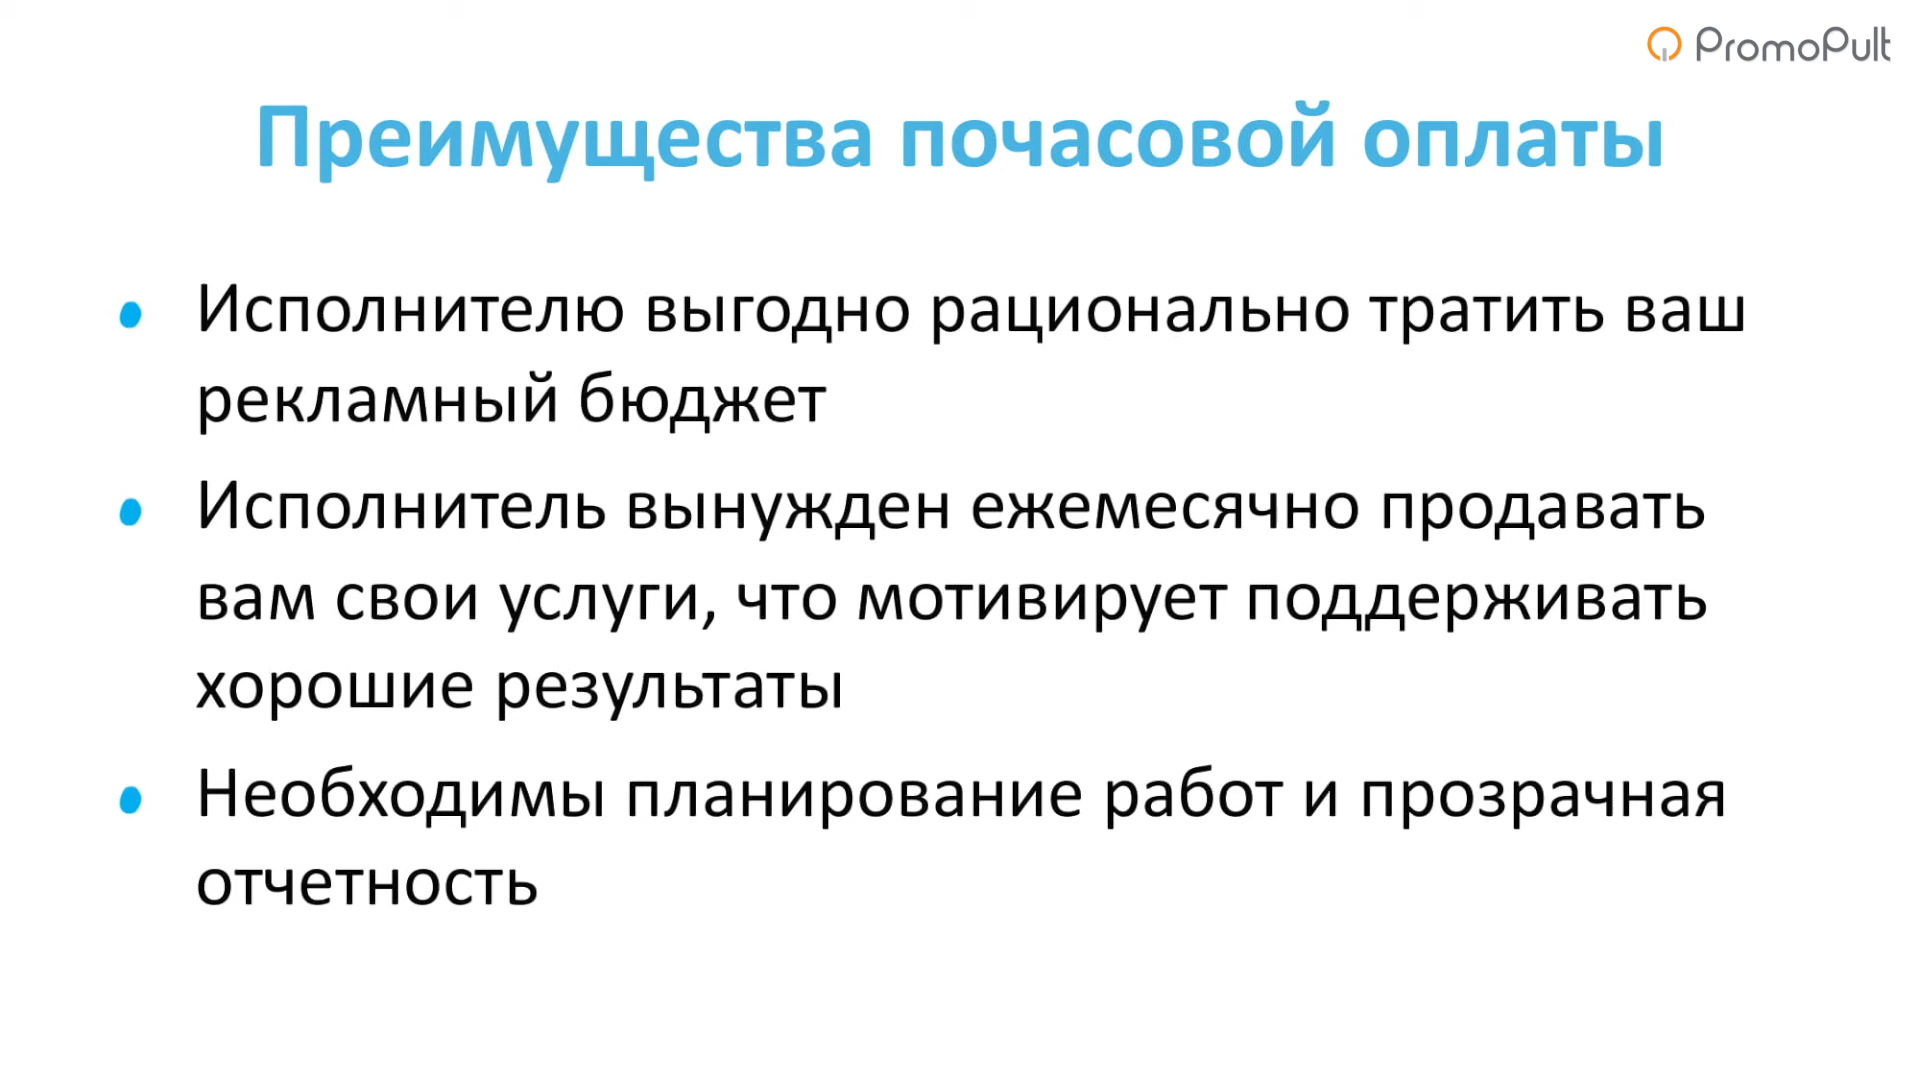 PromoPult
Преимущества почасовой оплаты
Исполнителю выгодно рационально тратить ваш
рекламный бюджет
Исполнитель вынужден ежемесячно продавать
вам свои услуги, что мотивирует поддерживать
хорошие результаты
Необходимы планирование работ и прозрачная
отчетность